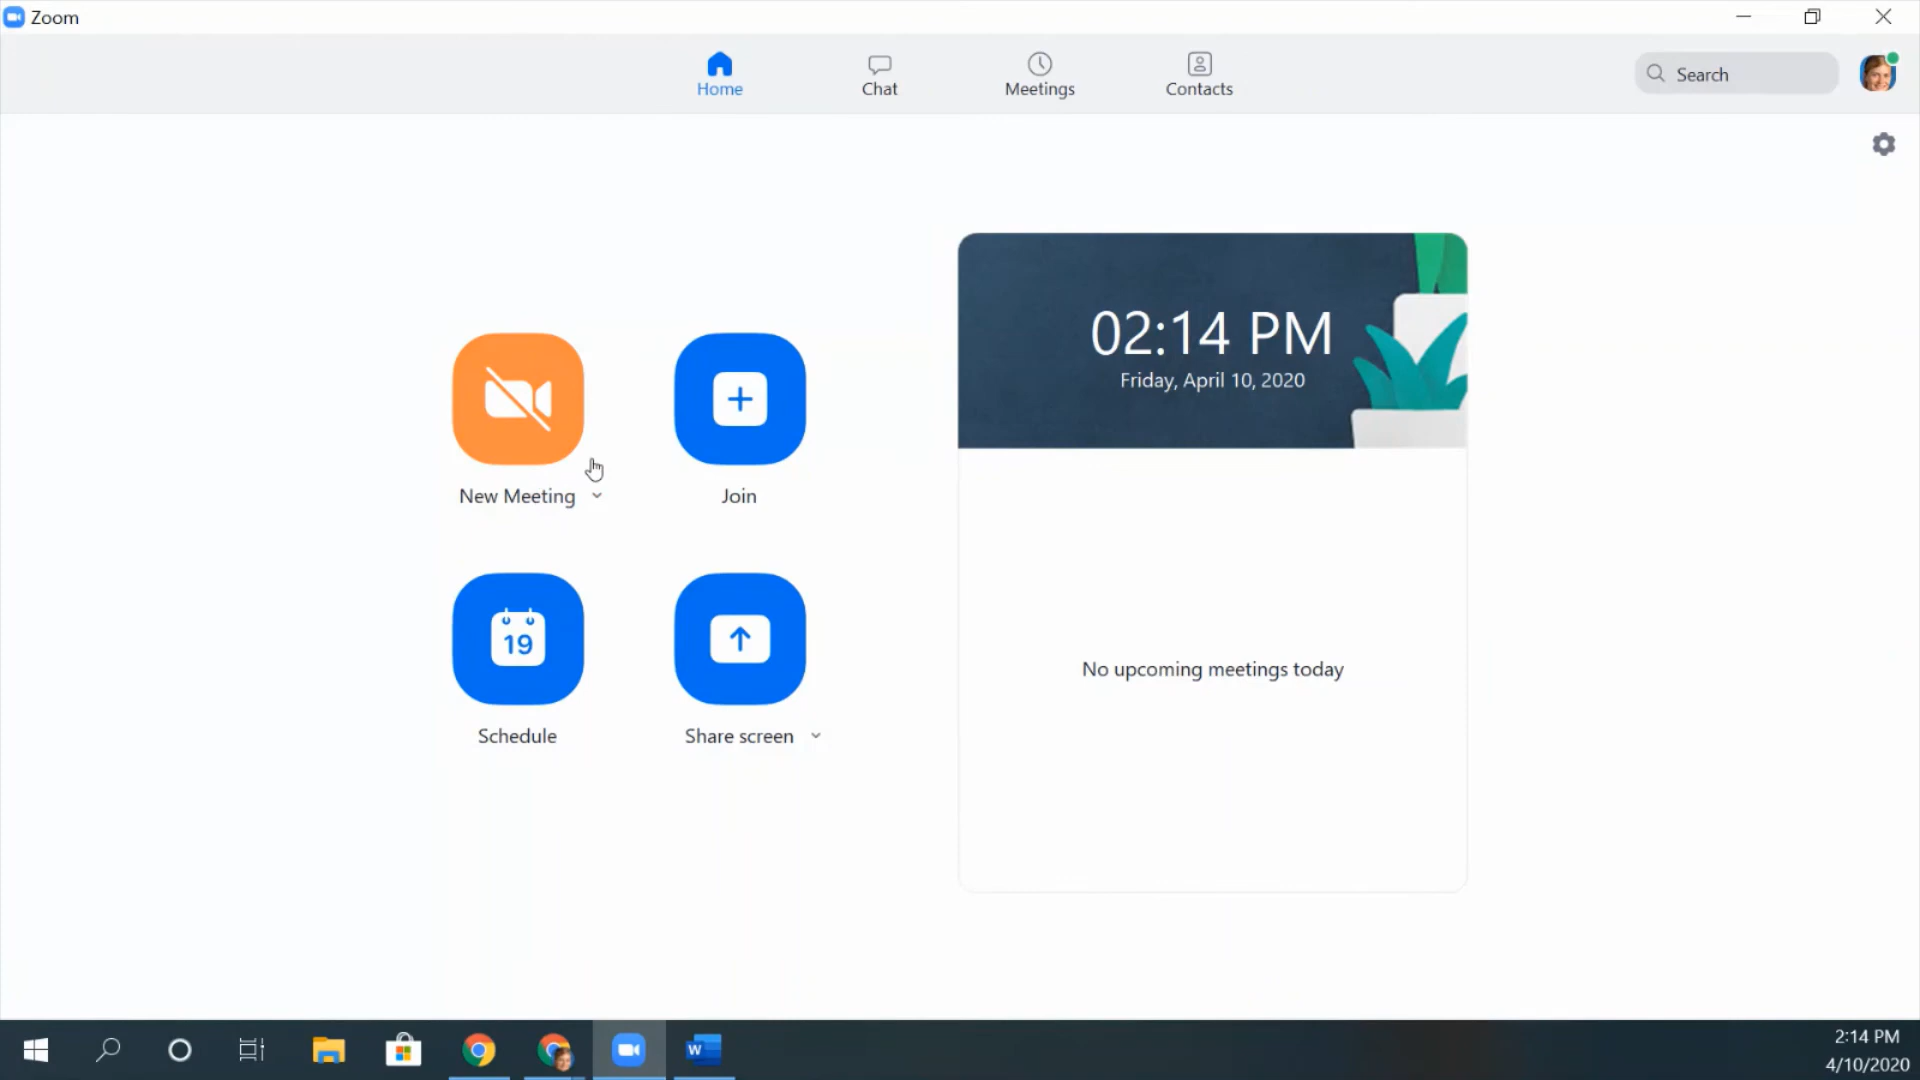 Zoom
Home
Chat
Meetings
Contacts
Search
02:14 PM
Friday, April 10, 2020
New Meeting
Join
19
Schedule
Share screen
No upcoming meetings today
W
2:14 PM
4/10/2020